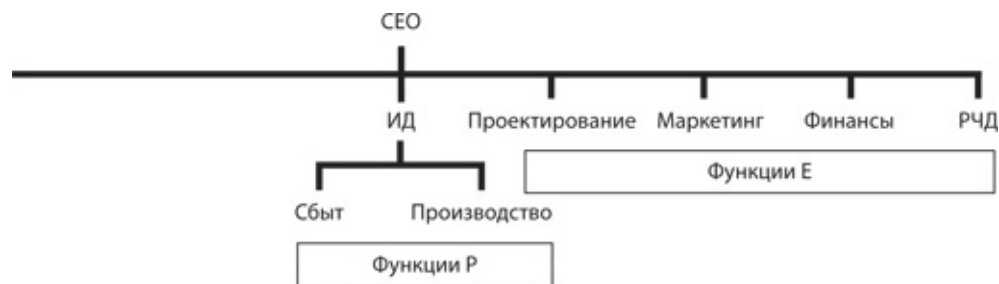 CEO
ИД Проектирование Маркетинг Финансы РЧД
Функции E
Сбыт Производство
Функции P